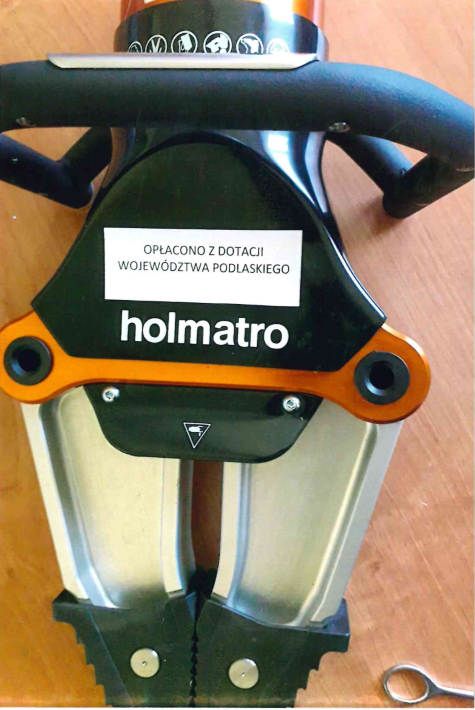 OPŁACONO Z DOTACJI
WOJEWÓDZTWA PODLASKIEGO
holmatro